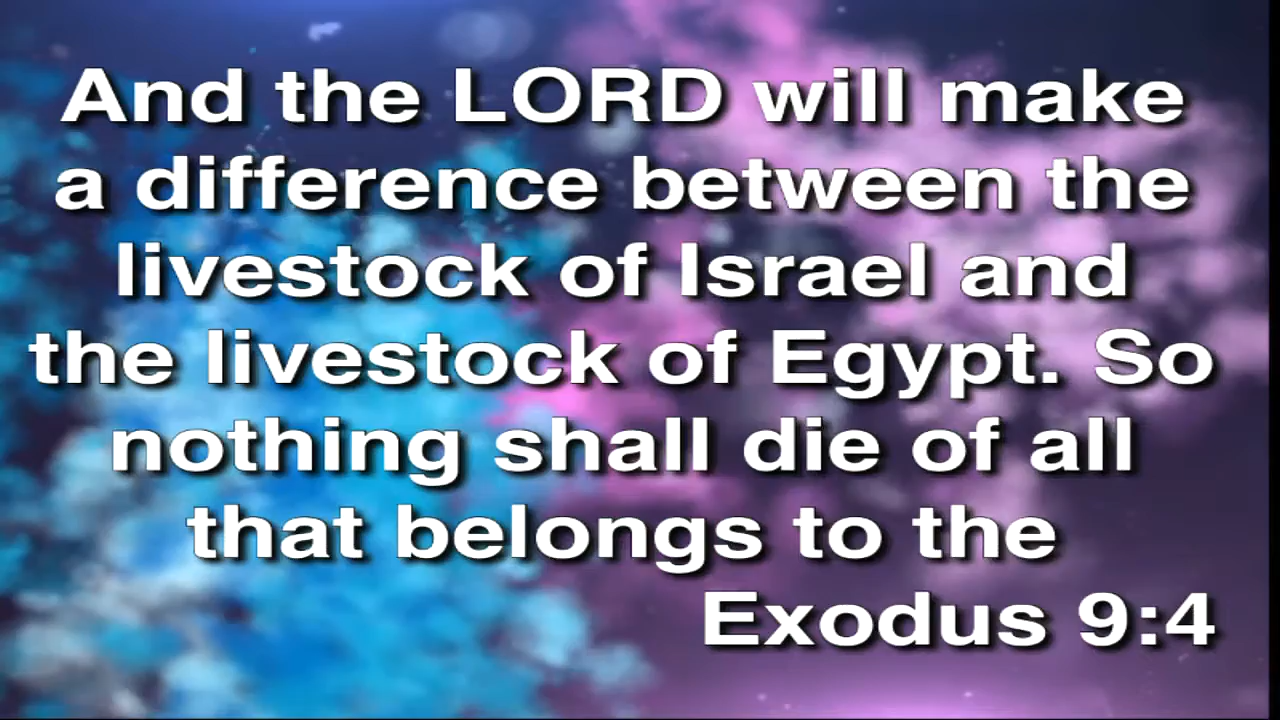 And the LORD will make
a difference between the
livestock of Israel and
the livestock of Egypt. So
nothing shall die of all
that belongs to the
Exodus 9:4